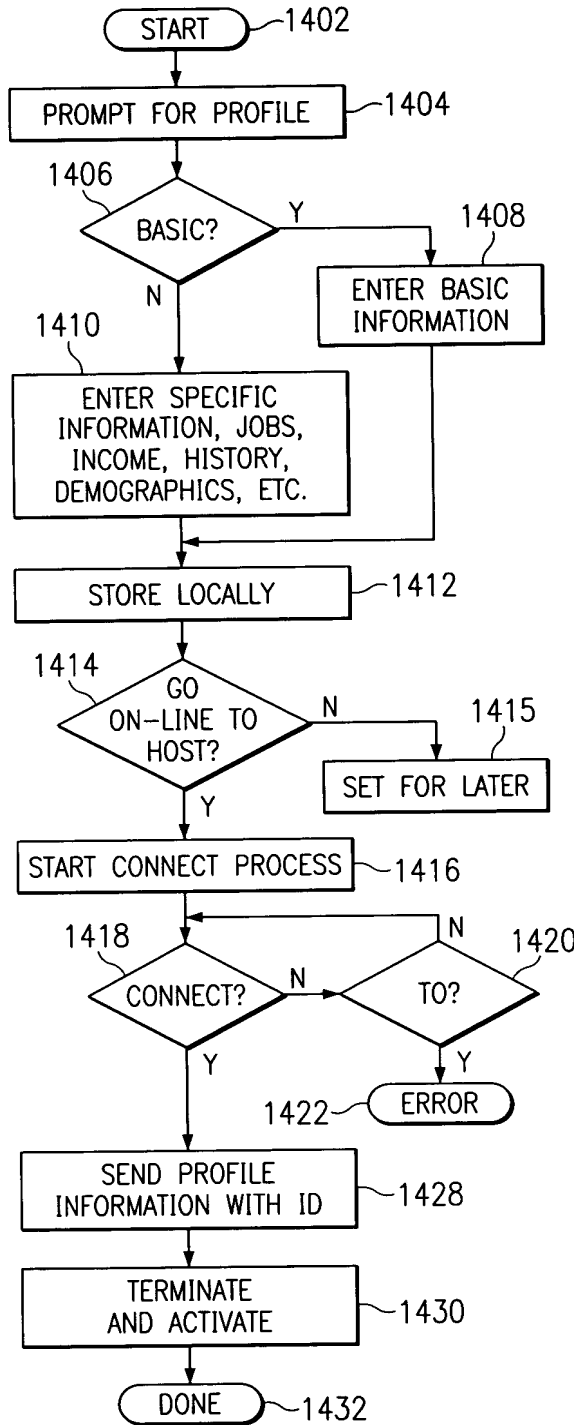 START
1402
PROMPT FOR PROFILE
1404
1406
BASIC?
Y
N
1408
ENTER BASIC
INFORMATION
1410
ENTER SPECIFIC
INFORMATION, JOBS,
INCOME, HISTORY,
DEMOGRAPHICS, ETC.
STORE LOCALLY
1412
1414
GO
ON-LINE TO
HOST?
N
Y
1415
SET FOR LATER
START CONNECT PROCESS
1416
1418
CONNECT?
N
Y
1420
TO?
N
Y
1422
ERROR
SEND PROFILE
INFORMATION WITH ID
1428
TERMINATE
AND ACTIVATE
1430
DONE
1432